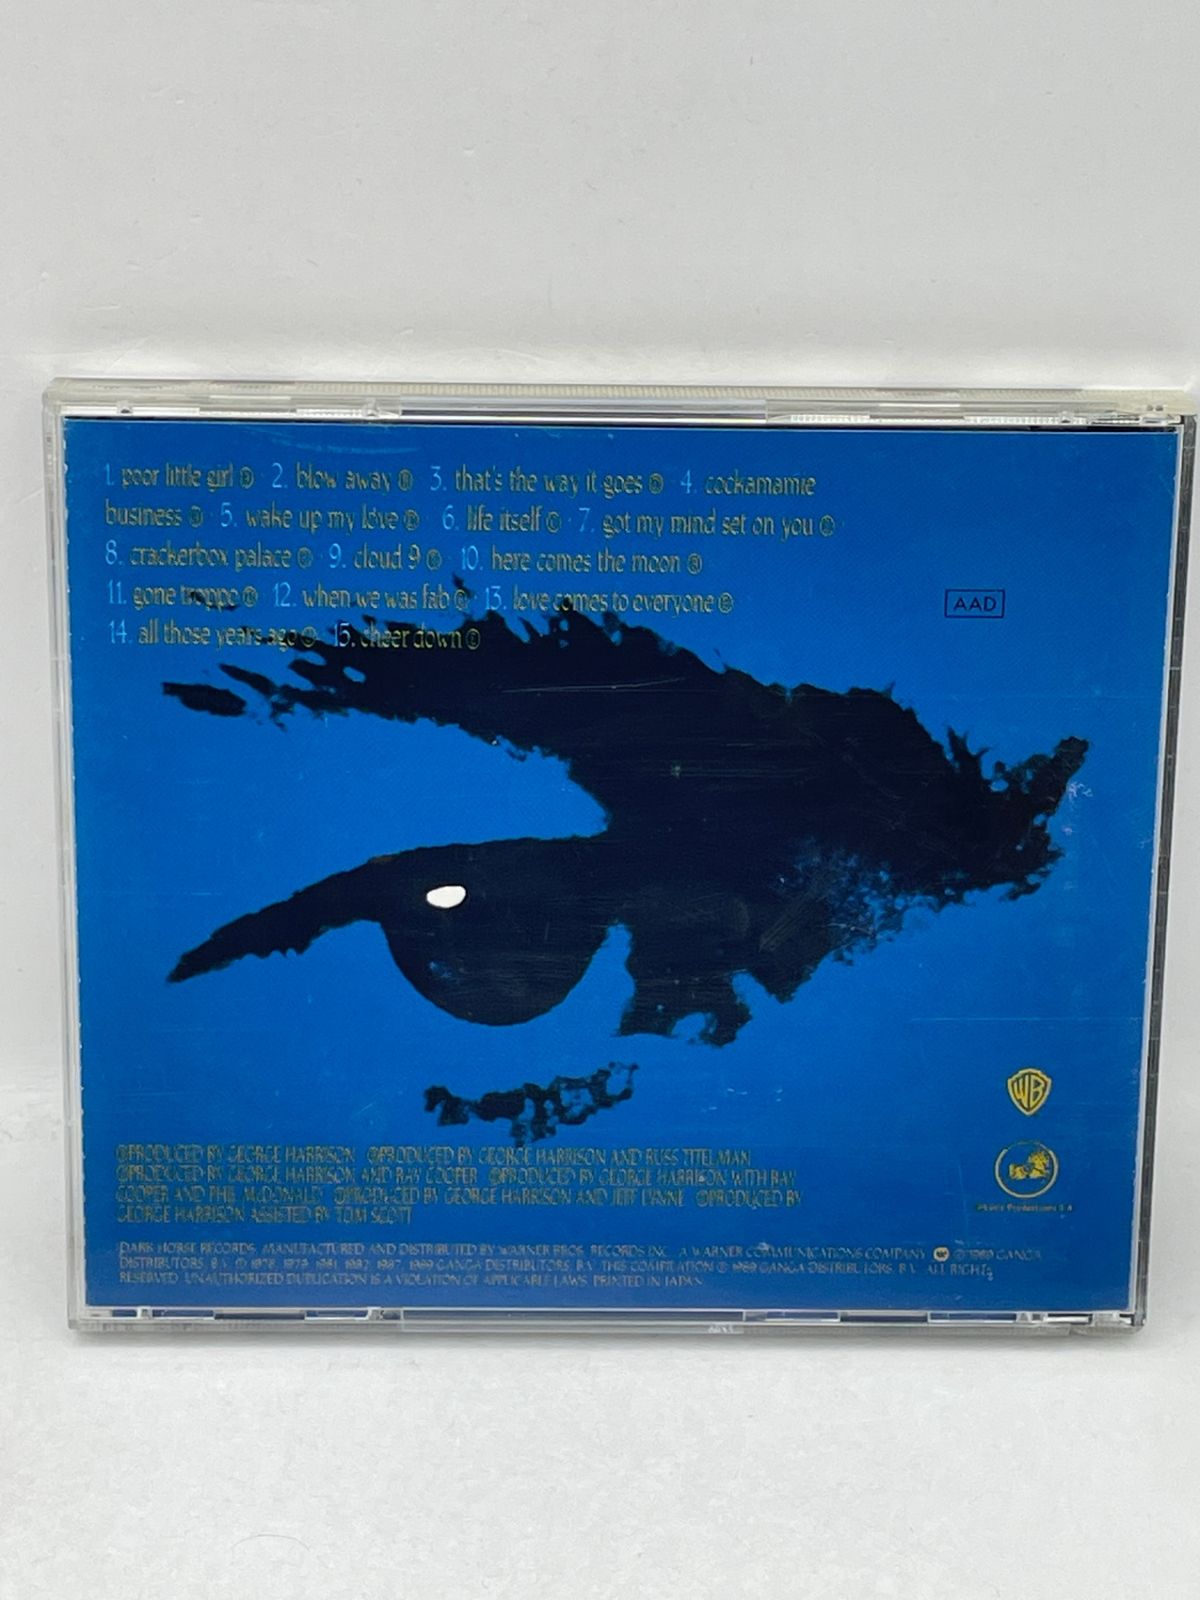 1. poor little girl · 2. blow away · 3. that's the way it goes · 4. cockamamie
business · 5. wake up my love · 6. life itself · 7. got my mind set on you ·
8. crackerbox palace · 9. cloud 9 · 10. here comes the moon
11. gone troppo · 12. when we was fab · 13. love comes to everyone
14. all those years ago · 15. cheer down
AAD
WB
PRODUCED BY GEORGE HARRISON PRODUCED BY GEORGE HARRISON AND RUSS TITELMAN
PRODUCED BY GEORGE HARRISON AND RAY COOPER PRODUCED BY GEORGE HARRISON WITH RAY
COOPER AND PHIL McDONALD PRODUCED BY GEORGE HARRISON AND JEFF LYNNE PRODUCED BY
GEORGE HARRISON ASSISTED BY TOM SCOTT
DARK HORSE RECORDS, MANUFACTURED AND DISTRIBUTED BY WARNER BROS. RECORDS INC., A WARNER COMMUNICATIONS COMPANY © 1989 GANGA
DISTRIBUTORS, B.V. 1976, 1979, 1981, 1982, 1987, 1989 GANGA DISTRIBUTORS, B.V. THIS COMPILATION 1989 GANGA DISTRIBUTORS, B.V. ALL RIGHTS
RESERVED. UNAUTHORIZED DUPLICATION IS A VIOLATION OF APPLICABLE LAWS. PRINTED IN JAPAN.